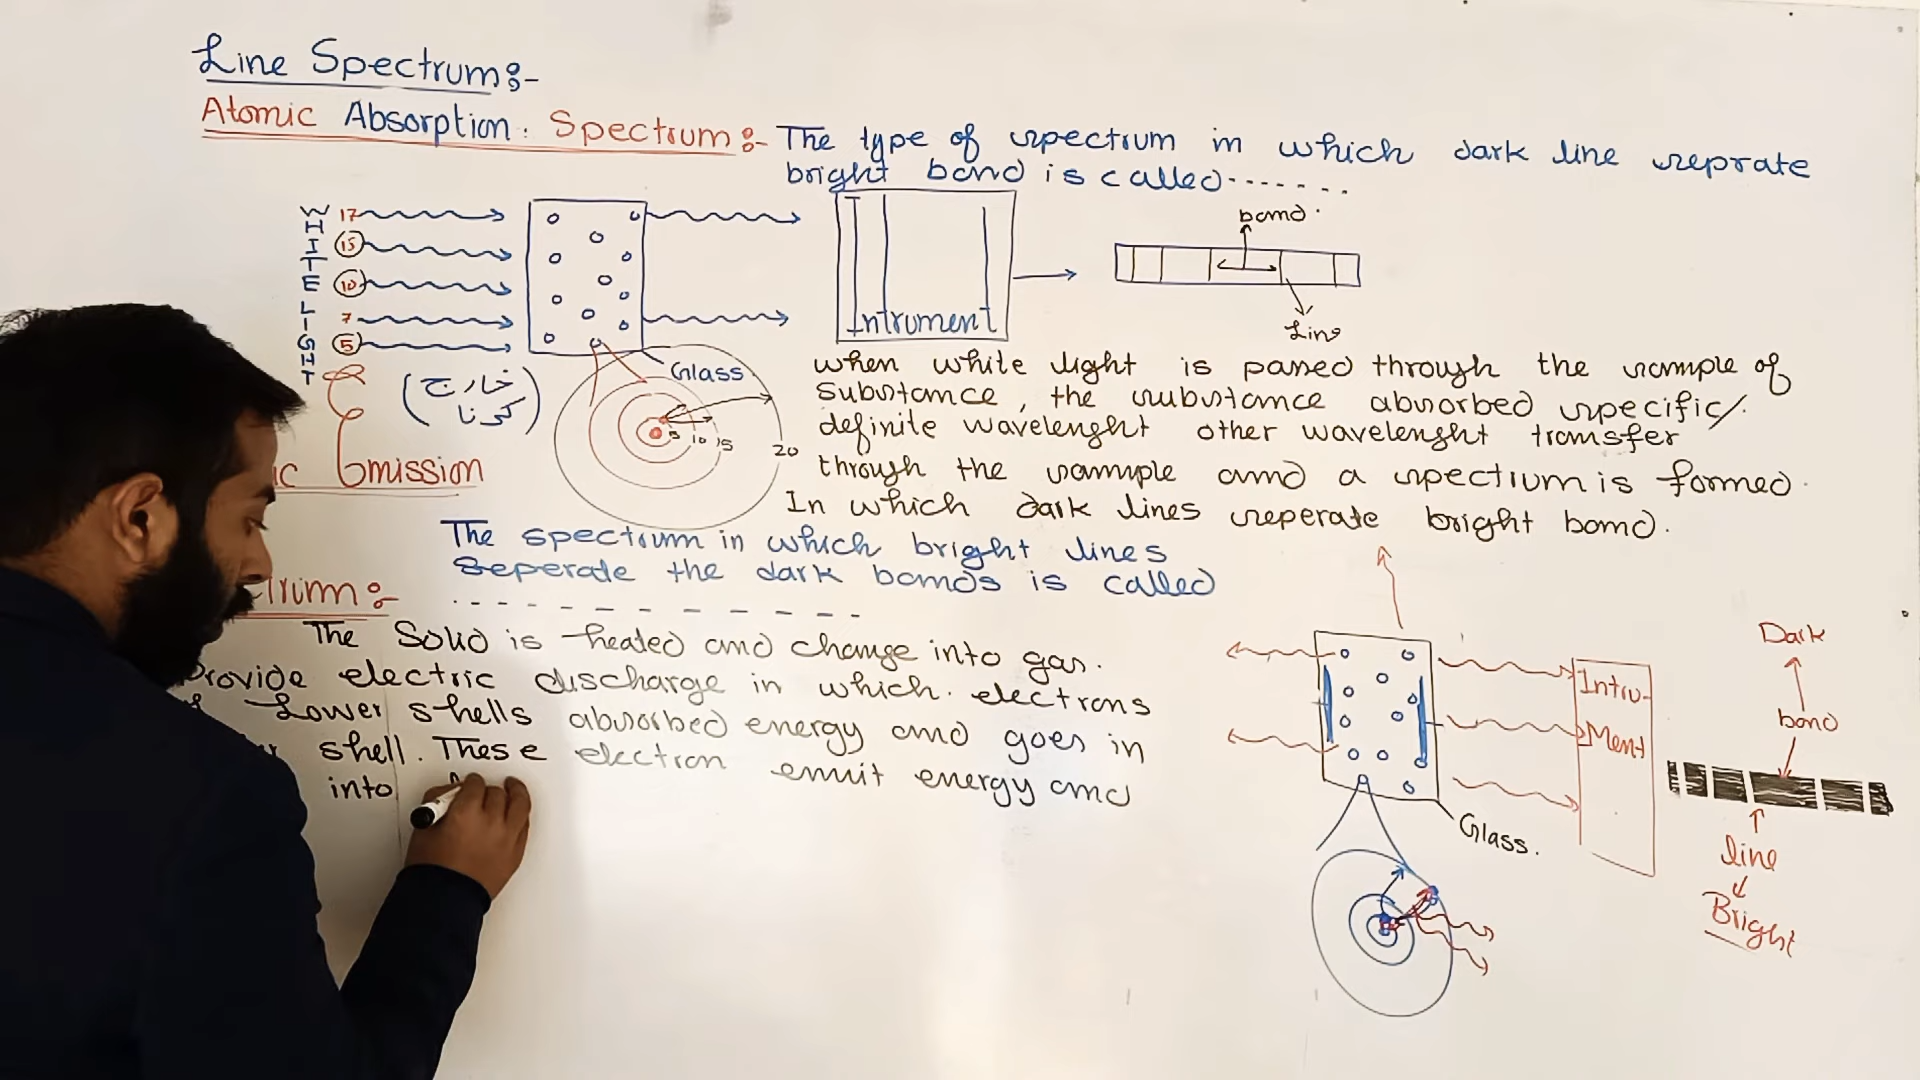 Line Spectrum:-
Atomic Absorption. Spectrum:- The type of spectrum in which dark line seprate
bright band is called.......
WHITE LIGHT
17
15
10
7
5
Intrument
band.
Line
Glass
5 10 15 20
(خارج
کرنا)
when white light is passed through the sample of
Substance, the substance absorbed specific/
definite wavelenght other wavelenght transfer
through the sample and a spectrum is formed.
In which dark lines seperate bright band.
ic Emission
The spectrum in which bright lines
Seperate the dark bands is called
------------
trum:-
The Solid is heated and change into gas.
Provide electric discharge in which. electrons
Lower shells absorbed energy and goes in
shell. These electron emit energy and
into
Intru-
Ment
Glass.
Dark
band
line
Bright